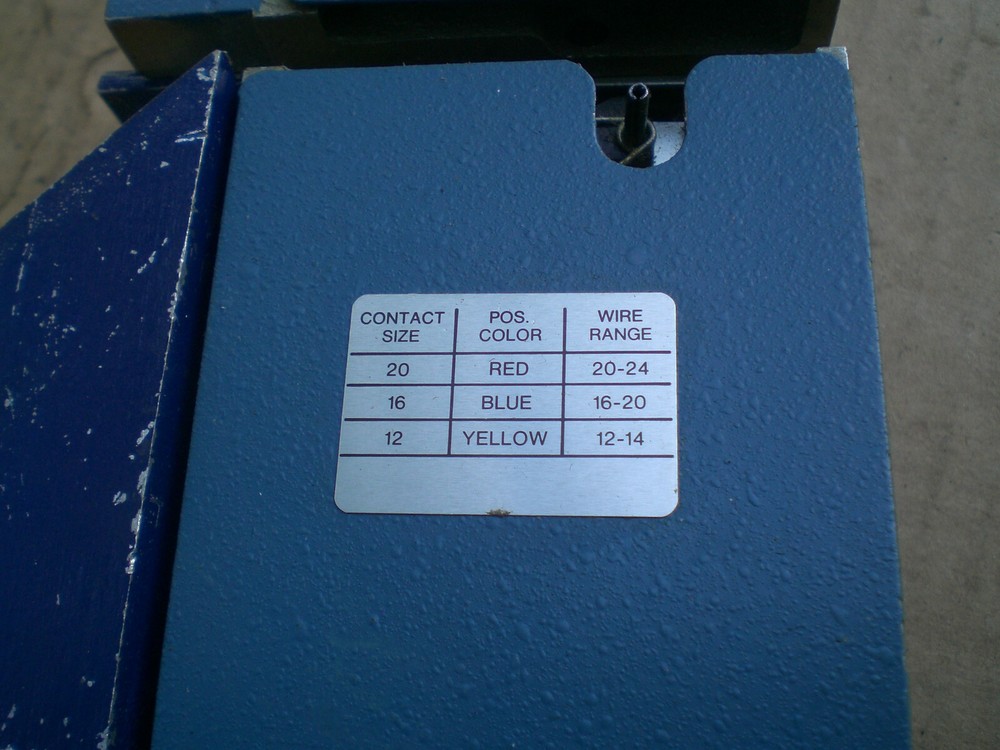 CONTACT SIZE POS. COLOR WIRE RANGE
20 RED 20-24
16 BLUE 16-20
12 YELLOW 12-14